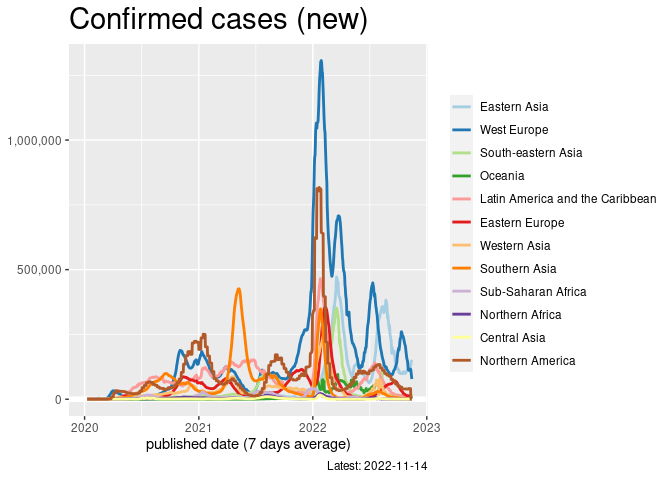 Confirmed cases (new)
1,000,000
500,000
0
2020
2021
2022
2023
published date (7 days average)
Latest: 2022-11-14
Eastern Asia
West Europe
South-eastern Asia
Oceania
Latin America and the Caribbean
Eastern Europe
Western Asia
Southern Asia
Sub-Saharan Africa
Northern Africa
Central Asia
Northern America